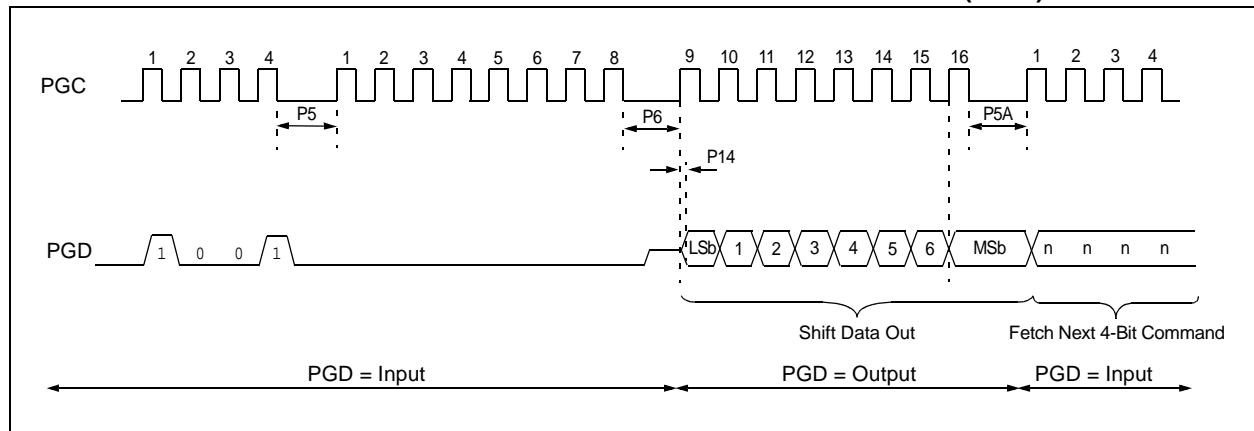 1 2 3 4 1 2 3 4 5 6 7 8 9 10 11 12 13 14 15 16 1 2 3 4
PGC
P5 P6 P5A
P14
PGD 1 0 0 1 LSb 1 2 3 4 5 6 MSb n n n n
Shift Data Out Fetch Next 4-Bit Command
PGD = Input PGD = Output PGD = Input